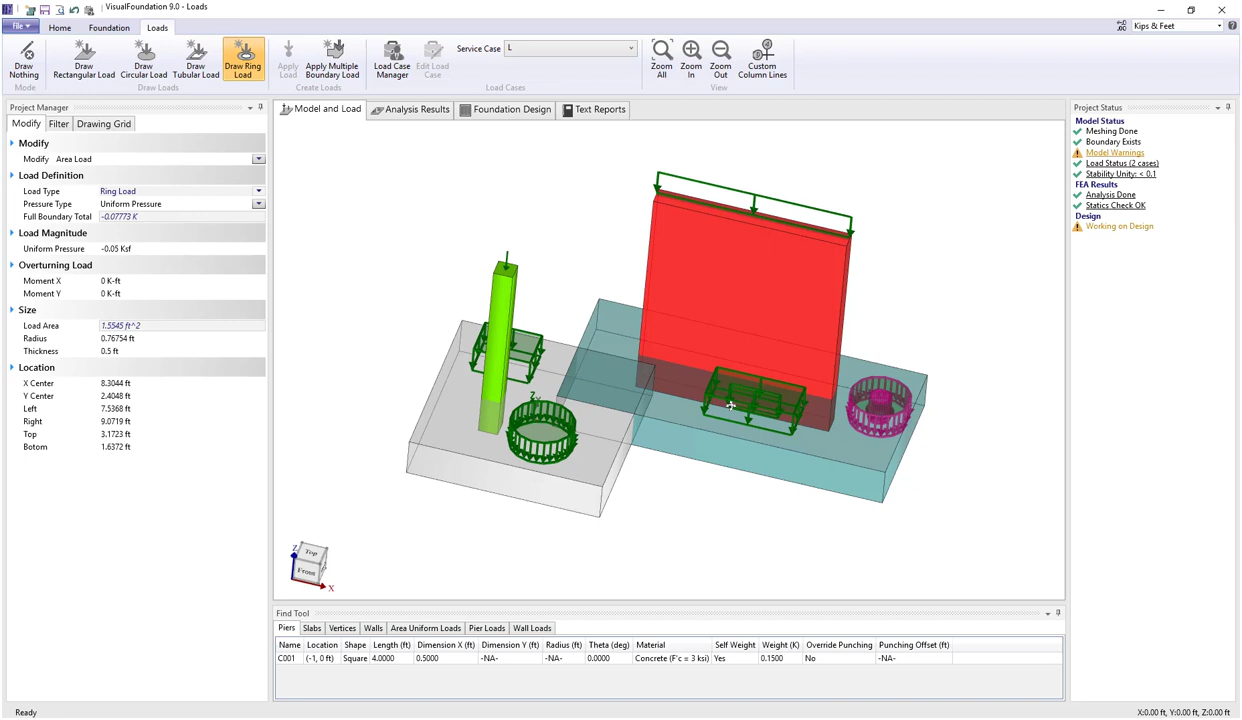 VisualFoundation 9.0 - Loads
File Home Foundation Loads
Kips & Feet
Draw Nothing
Draw Rectangular Load
Draw Circular Load
Draw Tubular Load
Draw Ring Load
Apply Load
Apply Multiple Boundary Load
Load Case Manager
Edit Load Case
Service Case L
Zoom All
Zoom In
Zoom Out
Custom Column Lines
Mode Draw Loads Create Loads Load Cases View
Project Manager
Modify Filter Drawing Grid
Modify
Modify Area Load
Load Definition
Load Type Ring Load
Pressure Type Uniform Pressure
Full Boundary Total -0.07773 K
Load Magnitude
Uniform Pressure -0.05 Ksf
Overturning Load
Moment X 0 K-ft
Moment Y 0 K-ft
Size
Load Area 1.5545 ft^2
Radius 0.76754 ft
Thickness 0.5 ft
Location
X Center 8.3044 ft
Y Center 2.4048 ft
Left 7.5368 ft
Right 9.0719 ft
Top 3.1723 ft
Botom 1.6372 ft
Model and Load Analysis Results Foundation Design Text Reports
Z
Z
Top
Front
X
Find Tool
Piers Slabs Vertices Walls Area Uniform Loads Pier Loads Wall Loads
Name Location Shape Length (ft) Dimension X (ft) Dimension Y (ft) Radius (ft) Theta (deg) Material Self Weight Weight (K) Override Punching Punching Offset (ft)
C001 (-1, 0 ft) Square 4.0000 0.5000 -NA- -NA- 0.0000 Concrete (F'c = 3 ksi) Yes 0.1500 No -NA-
Project Status
Model Status
Meshing Done
Boundary Exists
Model Warnings
Load Status (2 cases)
Stability Unity: < 0.1
FEA Results
Analysis Done
Statics Check OK
Design
Working on Design
Ready
X:0.00 ft, Y:0.00 ft, Z:0.00 ft